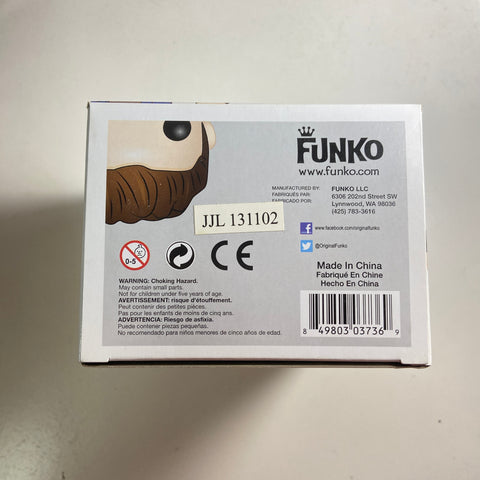 FUNKO
www.funko.com
MANUFACTURED BY: FUNKO LLC
FABRIQUÉS PAR: 6306 202nd Street SW
FABRICADO POR: Lynnwood, WA 98036
(425) 783-3616
www.facebook.com/originalfunko
@OriginalFunko
JJL 131102
0-5
CE
WARNING: Choking Hazard.
May contain small parts.
Not for children under five years of age.
AVERTISSEMENT: risque d'étouffement.
Peut contenir des petites pièces.
Pas pour les enfants de moins de cinq ans.
ADVERTENCIA: Riesgo de asfixia.
Puede contener piezas pequeñas.
No recomendado para niños menores de cinco años de edad.
Made In China
Fabriqué En Chine
Hecho En China
8 49803 03736 9